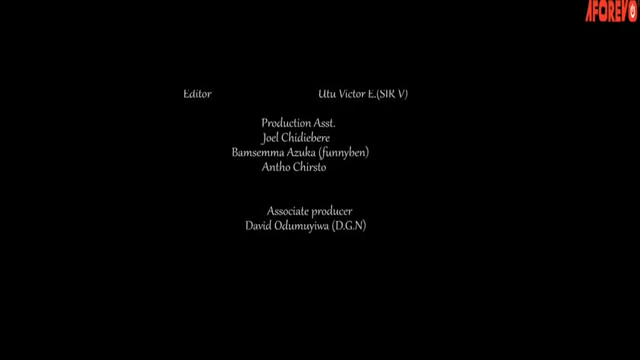 AFOREVO
Editor Utu Victor E.(SIR V)
Production Asst.
Joel Chidiebere
Bamsemma Azuka (funnyben)
Antho Chirsto
Associate producer
David Odumuyiwa (D.G.N)